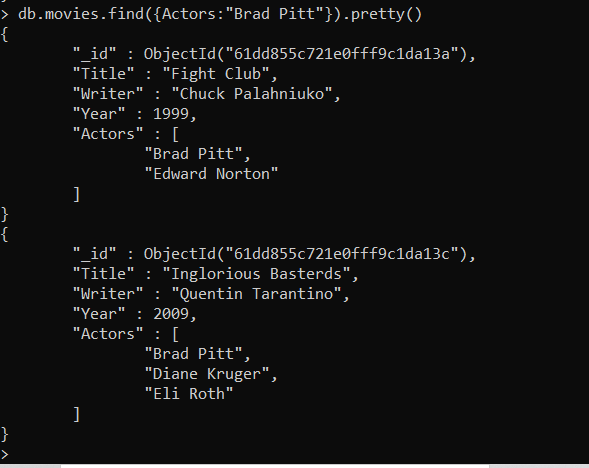 > db.movies.find({Actors:"Brad Pitt"}).pretty()
{
        "_id" : ObjectId("61dd855c721e0fff9c1da13a"),
        "Title" : "Fight Club",
        "Writer" : "Chuck Palahniuko",
        "Year" : 1999,
        "Actors" : [
                "Brad Pitt",
                "Edward Norton"
        ]
}
{
        "_id" : ObjectId("61dd855c721e0fff9c1da13c"),
        "Title" : "Inglorious Basterds",
        "Writer" : "Quentin Tarantino",
        "Year" : 2009,
        "Actors" : [
                "Brad Pitt",
                "Diane Kruger",
                "Eli Roth"
        ]
}
>